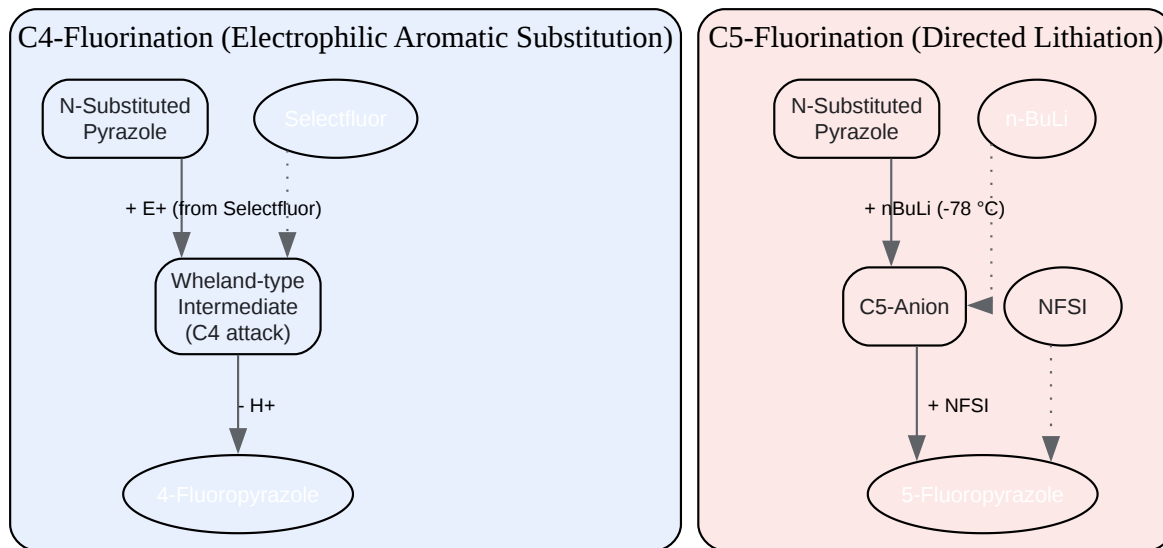 C4-Fluorination (Electrophilic Aromatic Substitution)
N-Substituted
Pyrazole
Selectfluor
+ E+ (from Selectfluor)
Wheland-type
Intermediate
(C4 attack)
- H+
4-Fluoropyrazole
C5-Fluorination (Directed Lithiation)
N-Substituted
Pyrazole
n-BuLi
+ nBuLi (-78 °C)
C5-Anion
NFSI
+ NFSI
5-Fluoropyrazole